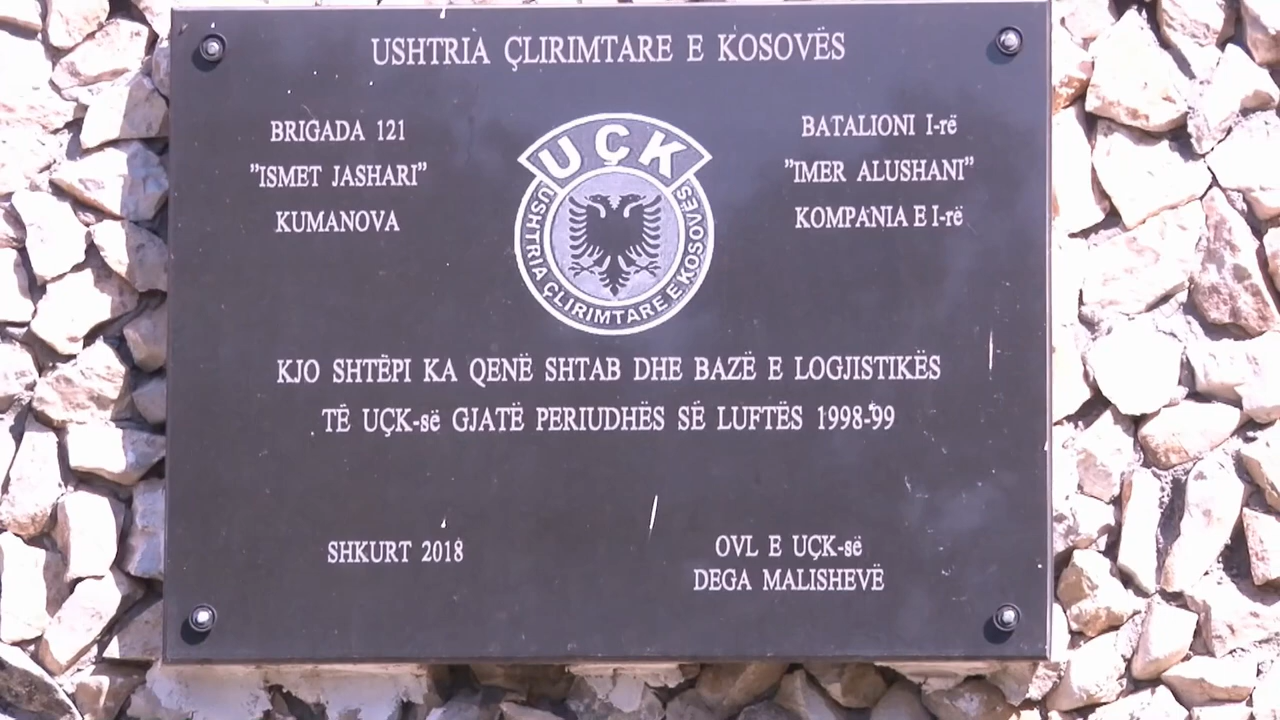 USHTRIA ÇLIRIMTARE E KOSOVËS
BRIGADA 121
"ISMET JASHARI"
KUMANOVA
UÇK
USHTRIA ÇLIRIMTARE E KOSOVËS
BATALIONI I-rë
"IMER ALUSHANI"
KOMPANIA E I-rë
KJO SHTËPI KA QENË SHTAB DHE BAZË E LOGJISTIKËS
TË UÇK-së GJATË PERIUDHËS SË LUFTËS 1998-99
SHKURT 2018
OVL E UÇK-së
DEGA MALISHEVË